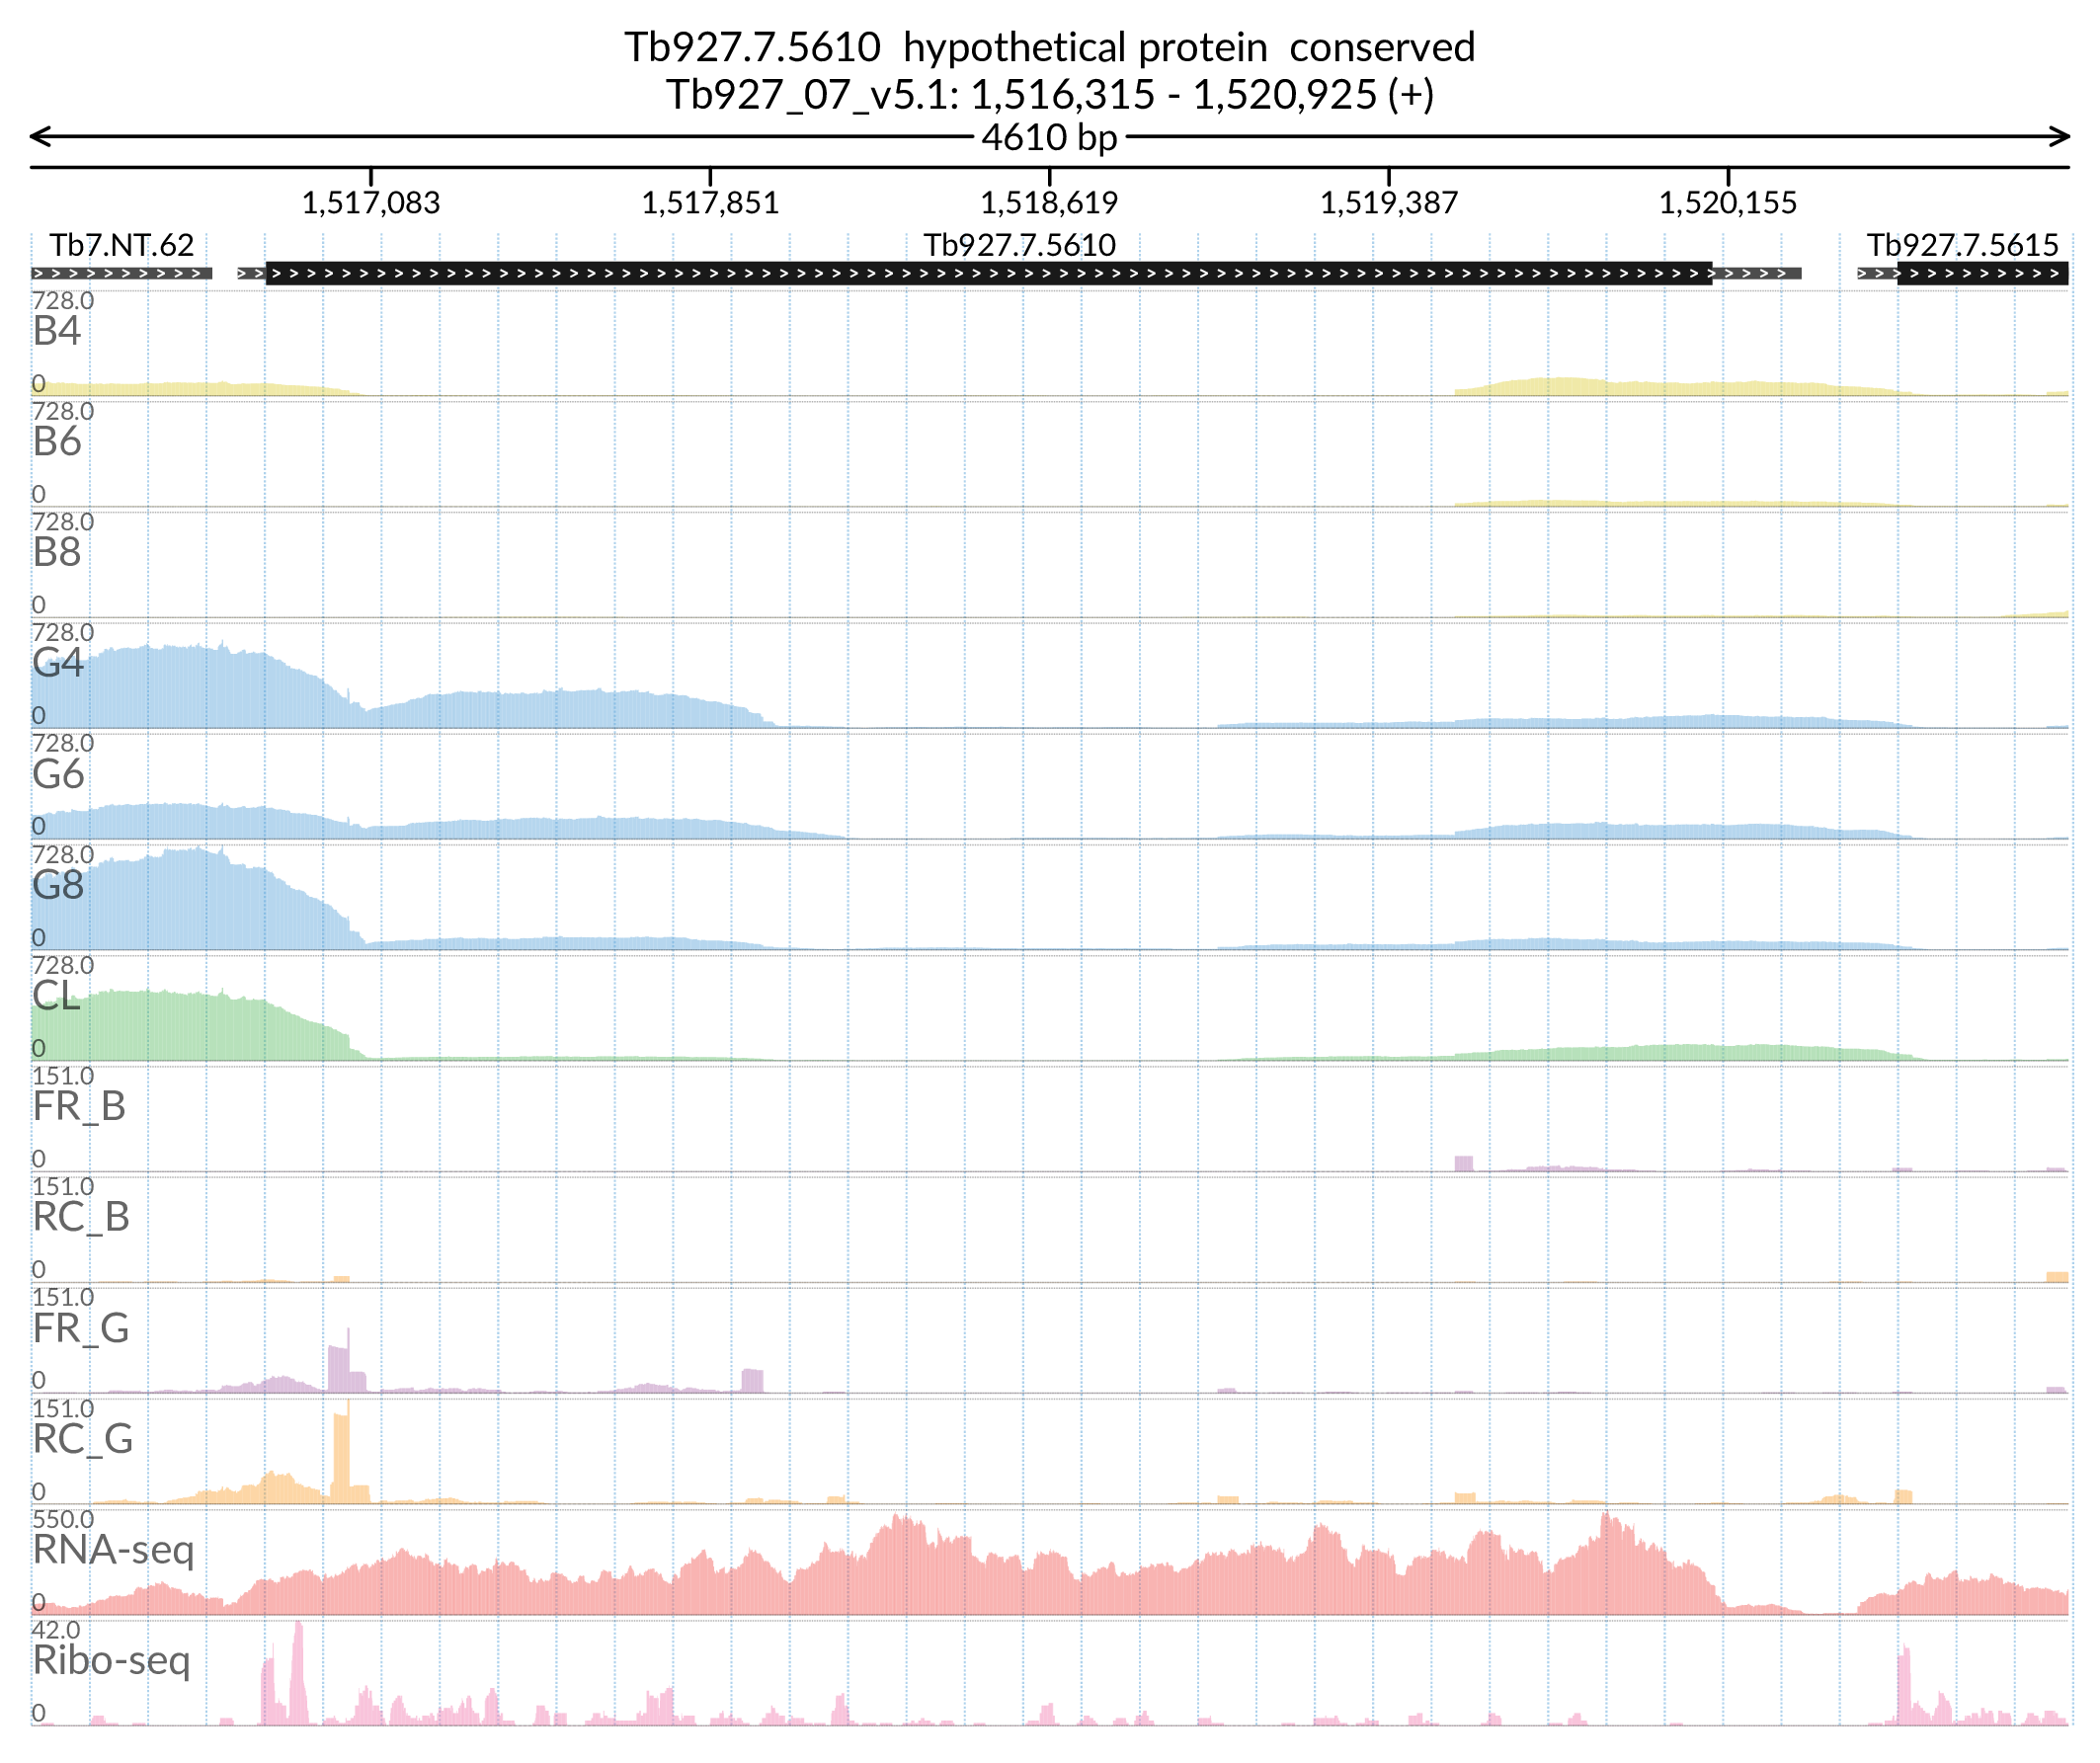 Tb927.7.5610 hypothetical protein conserved
Tb927_07_v5.1: 1,516,315 - 1,520,925 (+)
4610 bp
1,517,083 1,517,851 1,518,619 1,519,387 1,520,155
Tb7.NT.62 Tb927.7.5610 Tb927.7.5615
728.0
B4
0
728.0
B6
0
728.0
B8
0
728.0
G4
0
728.0
G6
0
728.0
G8
0
728.0
CL
0
151.0
FR_B
0
151.0
RC_B
0
151.0
FR_G
0
151.0
RC_G
0
550.0
RNA-seq
0
42.0
Ribo-seq
0